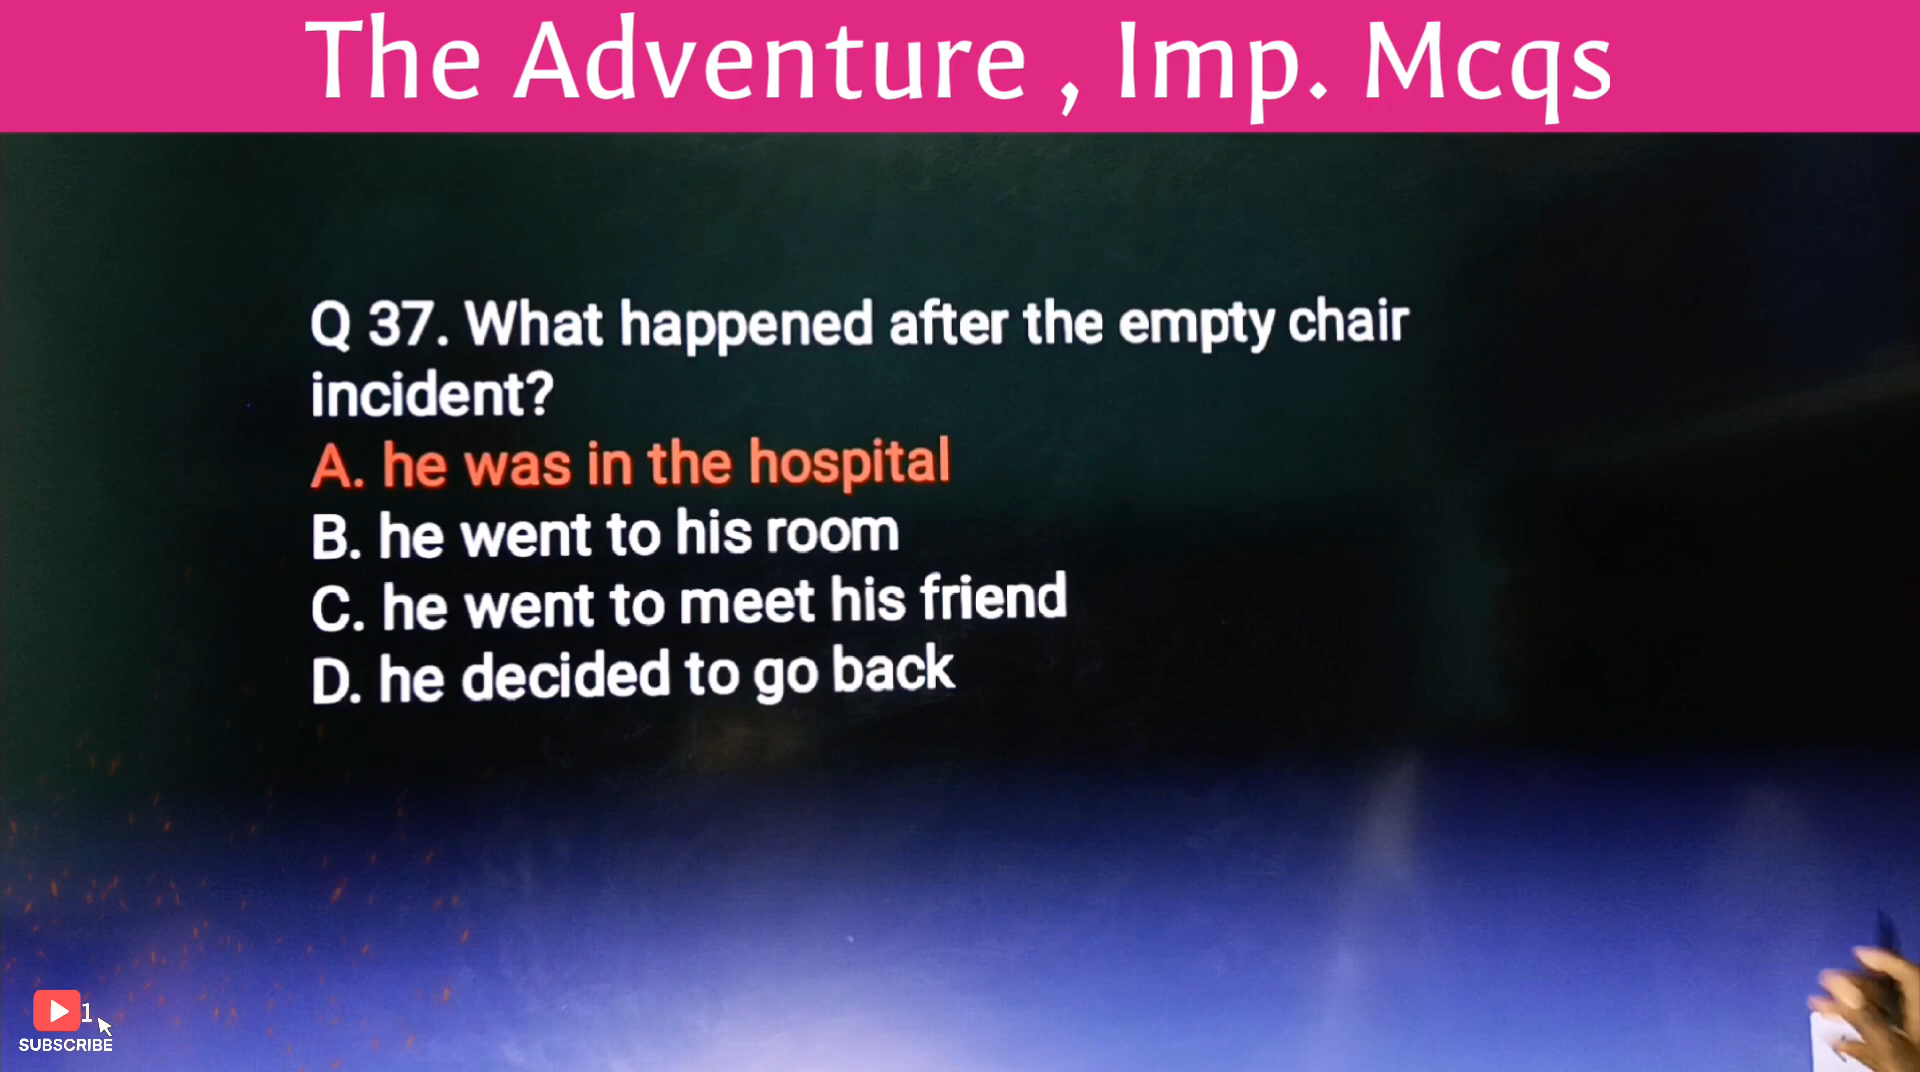 The Adventure , Imp. Mcqs
Q 37. What happened after the empty chair
incident?
A. he was in the hospital
B. he went to his room
C. he went to meet his friend
D. he decided to go back
1
SUBSCRIBE